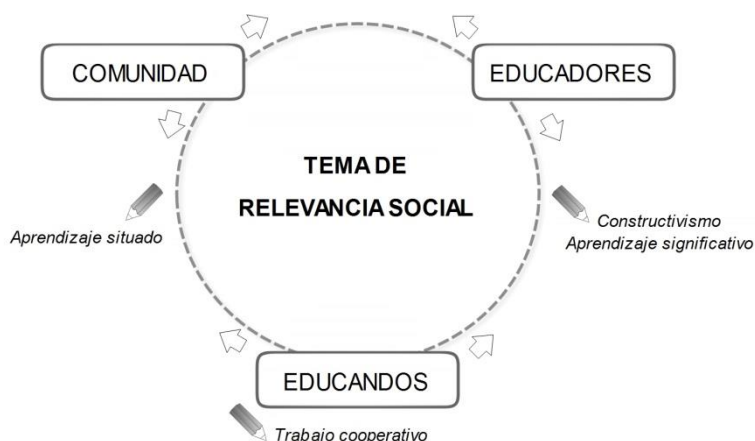 COMUNIDAD
EDUCADORES
TEMA DE
RELEVANCIA SOCIAL
Aprendizaje situado
Constructivismo
Aprendizaje significativo
EDUCANDOS
Trabajo cooperativo